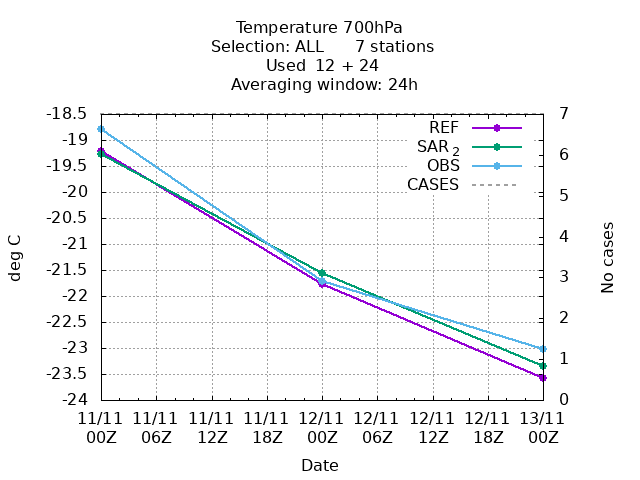 Temperature 700hPa
Selection: ALL 7 stations
Used 12 + 24
Averaging window: 24h
-18.5
-19
-19.5
-20
-20.5
-21
-21.5
-22
-22.5
-23
-23.5
-24
deg C
REF
SAR 2
OBS
CASES
7
6
5
4
3
2
1
0
No cases
11/11 11/11 11/11 11/11 12/11 12/11 12/11 12/11 13/11
00Z 06Z 12Z 18Z 00Z 06Z 12Z 18Z 00Z
Date